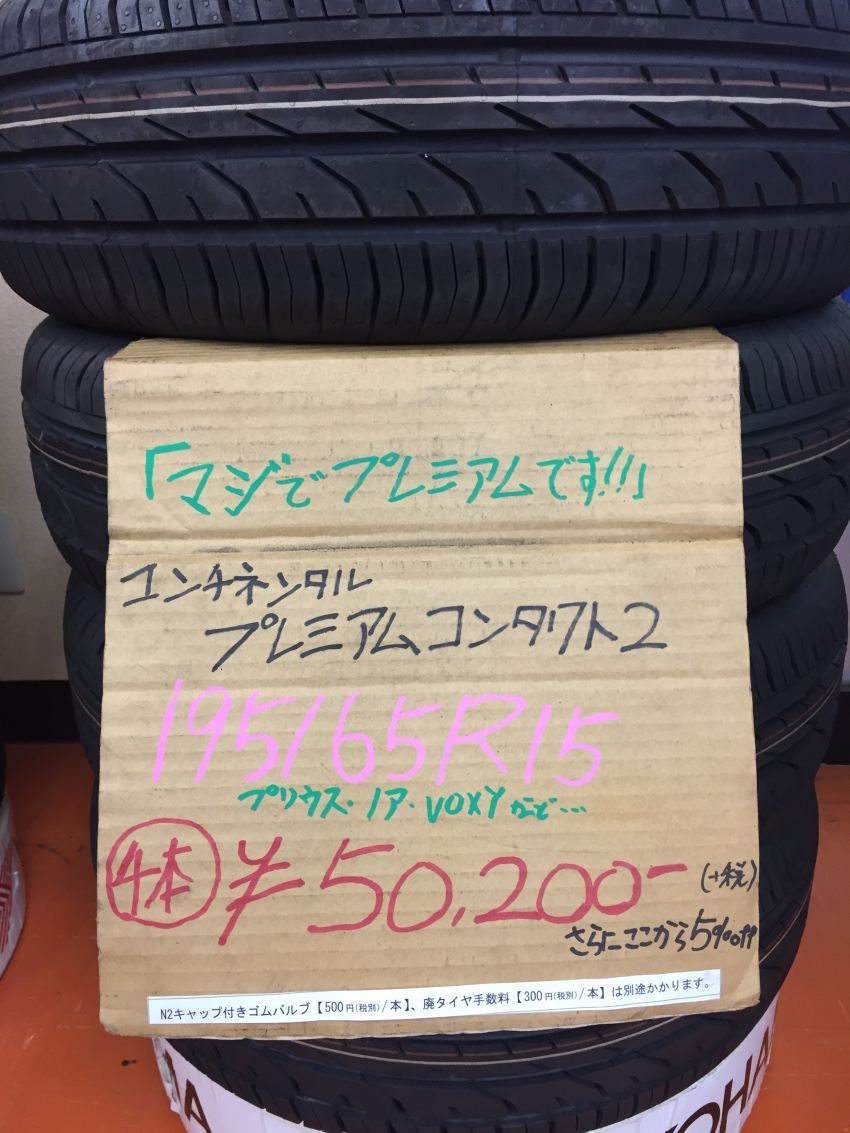 「マジでプレミアムです!!」
コンチネンタル
プレミアムコンタクト2
195/65R15
プリウス・ノア・VOXYなど…
4本 ¥50,200- (+税)
さらにここから5%off
N2キャップ付きゴムバルブ【500円(税別)/本】、廃タイヤ手数料【300円(税別)/本】は別途かかります。